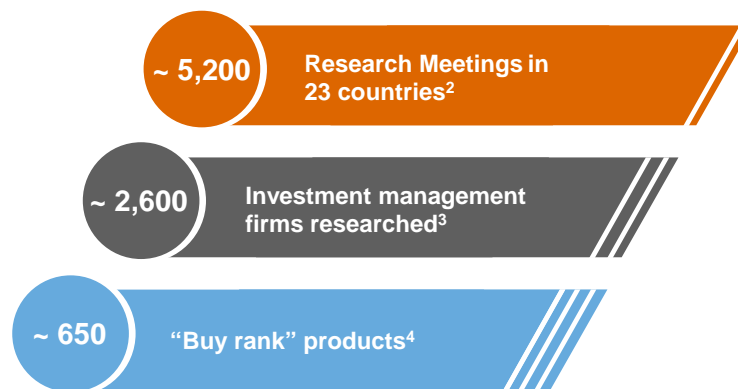 ~ 5,200
Research Meetings in
23 countries²
~ 2,600
Investment management
firms researched³
~ 650
“Buy rank” products⁴